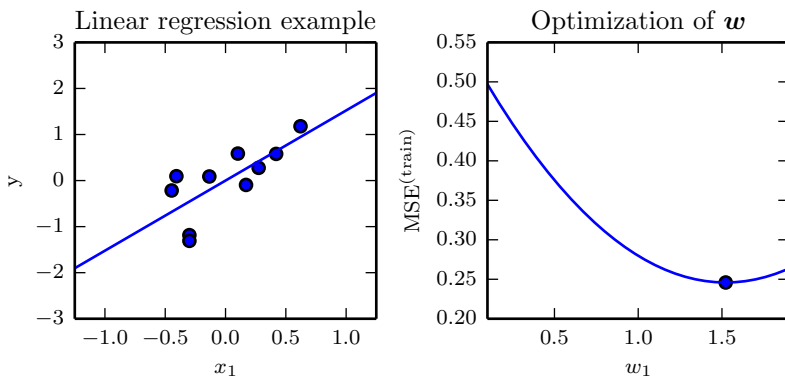 Linear regression example
3
2
1
0
−1
−2
−3
y
−1.0 −0.5 0.0 0.5 1.0
x₁
Optimization of w
0.55
0.50
0.45
0.40
0.35
0.30
0.25
0.20
MSE⁽ᵗʳᵃⁱⁿ⁾
0.5 1.0 1.5
w₁